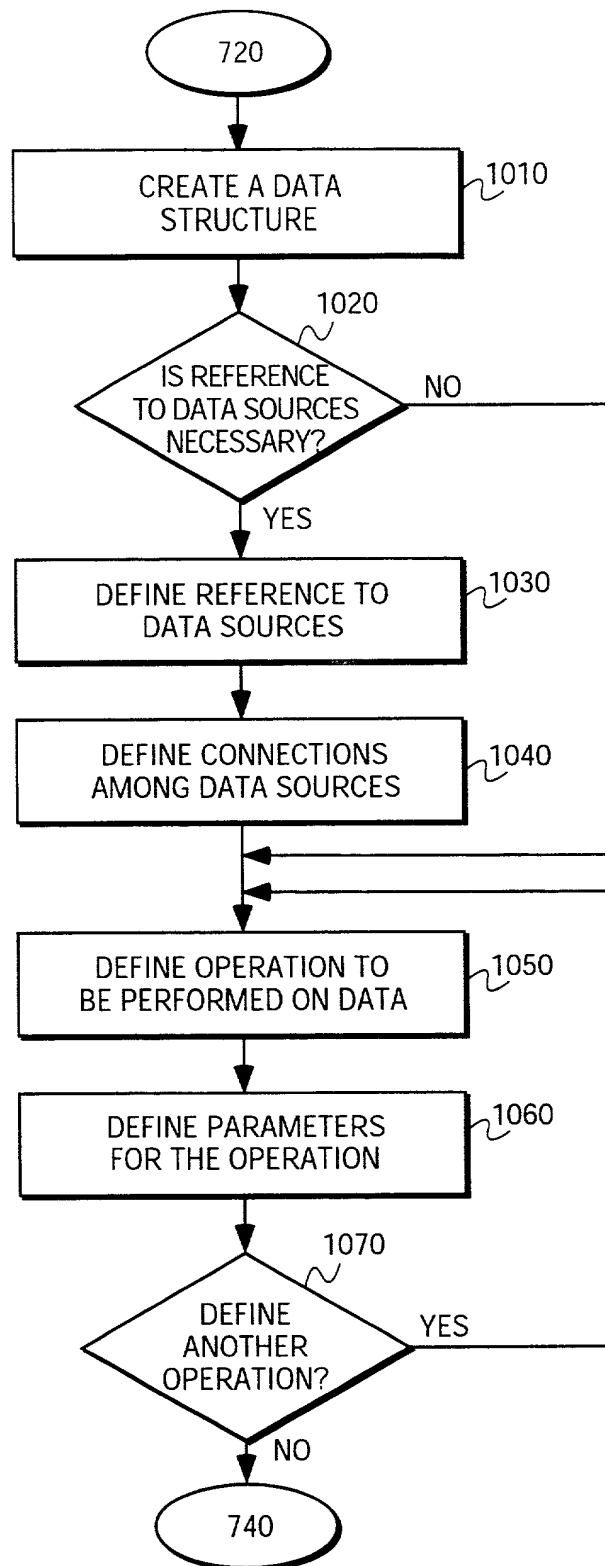 720
CREATE A DATA
STRUCTURE
1010
1020
IS REFERENCE
TO DATA SOURCES
NECESSARY?
NO
YES
DEFINE REFERENCE TO
DATA SOURCES
1030
DEFINE CONNECTIONS
AMONG DATA SOURCES
1040
DEFINE OPERATION TO
BE PERFORMED ON DATA
1050
DEFINE PARAMETERS
FOR THE OPERATION
1060
1070
DEFINE
ANOTHER
OPERATION?
YES
NO
740